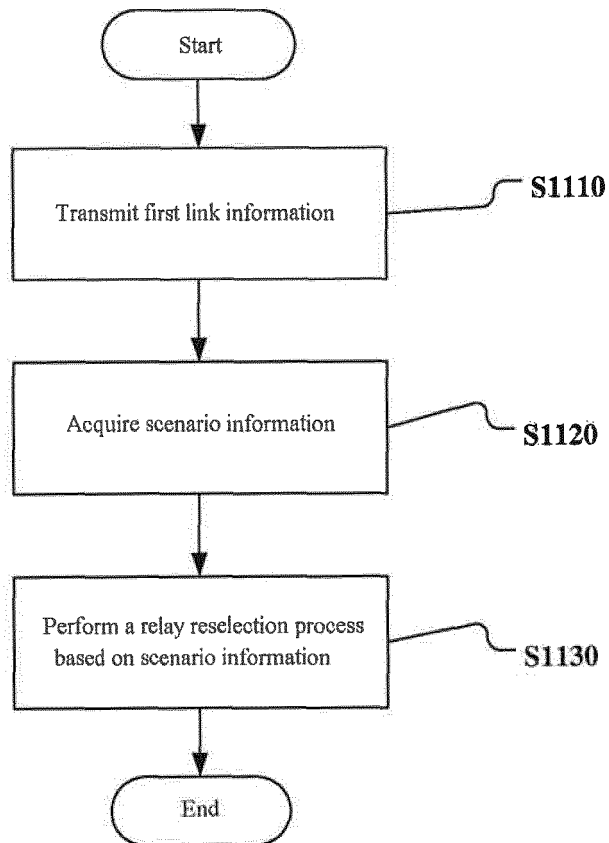 Start
Transmit first link information
S1110
Acquire scenario information
S1120
Perform a relay reselection process
based on scenario information
S1130
End